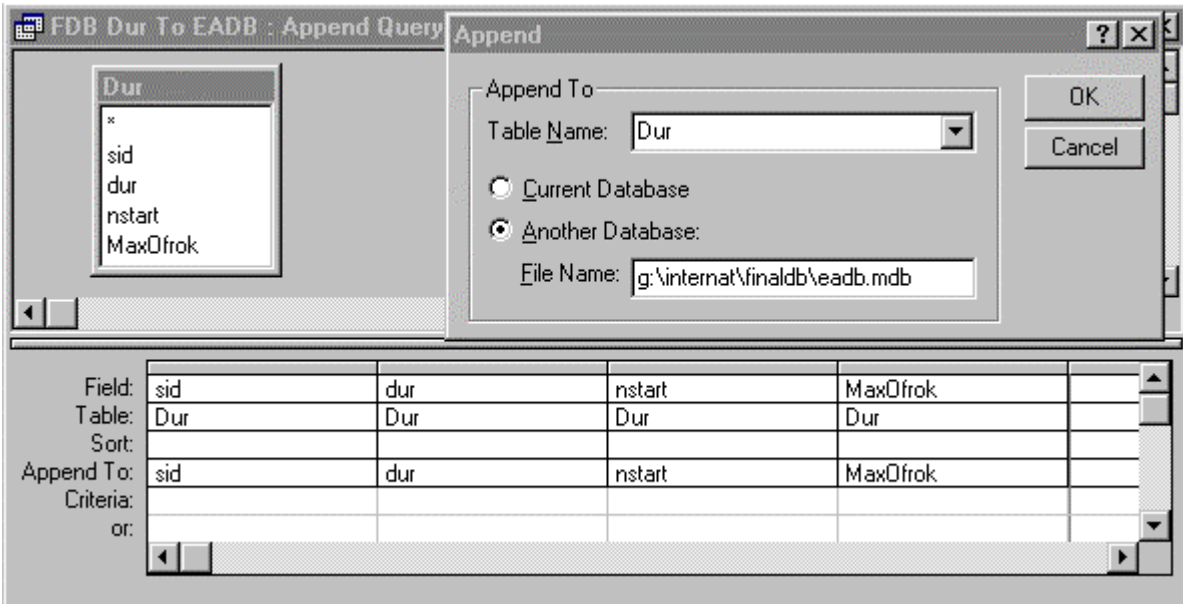 FDB Dur To EADB : Append Query
Append
Dur
*
sid
dur
nstart
MaxOfrok
Append To
Table Name: Dur
Current Database
Another Database:
File Name: g:\internat\finaldb\eadb.mdb
OK
Cancel
Field: sid dur nstart MaxOfrok
Table: Dur Dur Dur Dur
Sort:
Append To: sid dur nstart MaxOfrok
Criteria:
or: